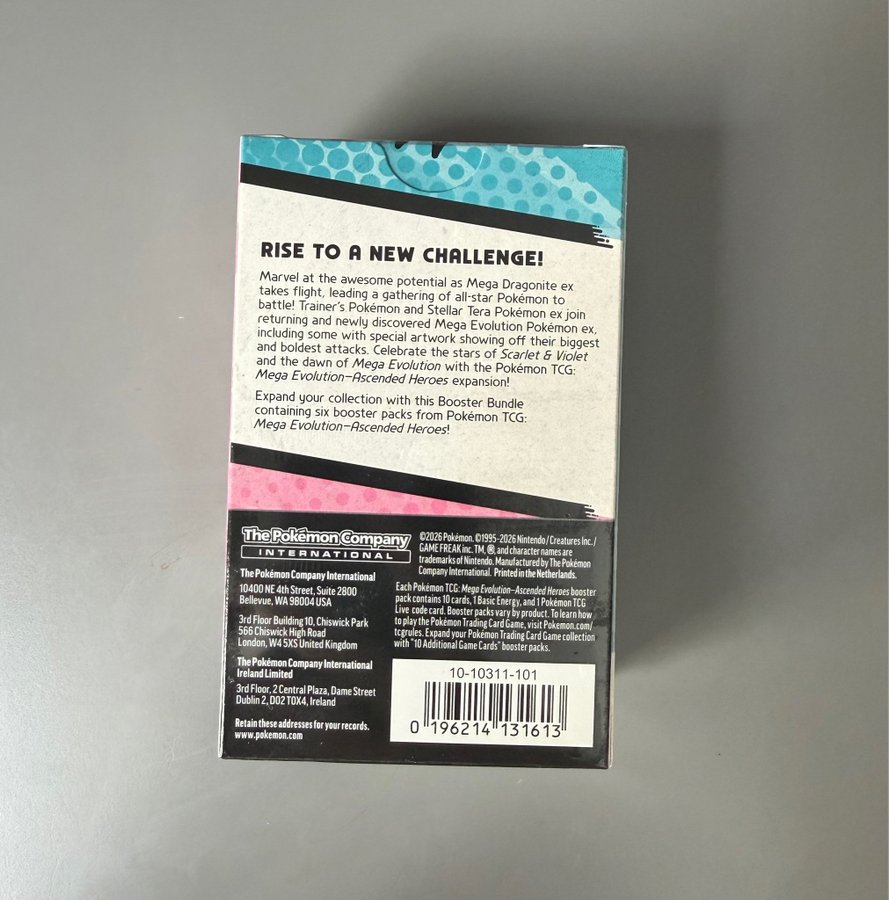 RISE TO A NEW CHALLENGE!
Marvel at the awesome potential as Mega Dragonite ex
takes flight, leading a gathering of all-star Pokémon to
battle! Trainer's Pokémon and Stellar Tera Pokémon ex join
returning and newly discovered Mega Evolution Pokémon ex,
including some with special artwork showing off their biggest
and boldest attacks. Celebrate the stars of Scarlet & Violet
and the dawn of Mega Evolution with the Pokémon TCG:
Mega Evolution—Ascended Heroes expansion!
Expand your collection with this Booster Bundle
containing six booster packs from Pokémon TCG:
Mega Evolution—Ascended Heroes!
The Pokémon Company
INTERNATIONAL
The Pokémon Company International
10400 NE 4th Street, Suite 2800
Bellevue, WA 98004 USA
3rd Floor Building 10, Chiswick Park
566 Chiswick High Road
London, W4 5XS United Kingdom
The Pokémon Company International
Ireland Limited
3rd Floor, 2 Central Plaza, Dame Street
Dublin 2, D02 T0X4, Ireland
Retain these addresses for your records.
www.pokemon.com
©2026 Pokémon. ©1995-2026 Nintendo / Creatures Inc. /
GAME FREAK inc. TM, ®, and character names are
trademarks of Nintendo. Manufactured by The Pokémon
Company International. Printed in the Netherlands.
Each Pokémon TCG: Mega Evolution—Ascended Heroes booster
pack contains 10 cards, 1 Basic Energy, and 1 Pokémon TCG
Live code card. Booster packs vary by product. To learn how
to play the Pokémon Trading Card Game, visit Pokemon.com/
tcgrules. Expand your Pokémon Trading Card Game collection
with "10 Additional Game Cards" booster packs.
10-10311-101
0 196214 131613